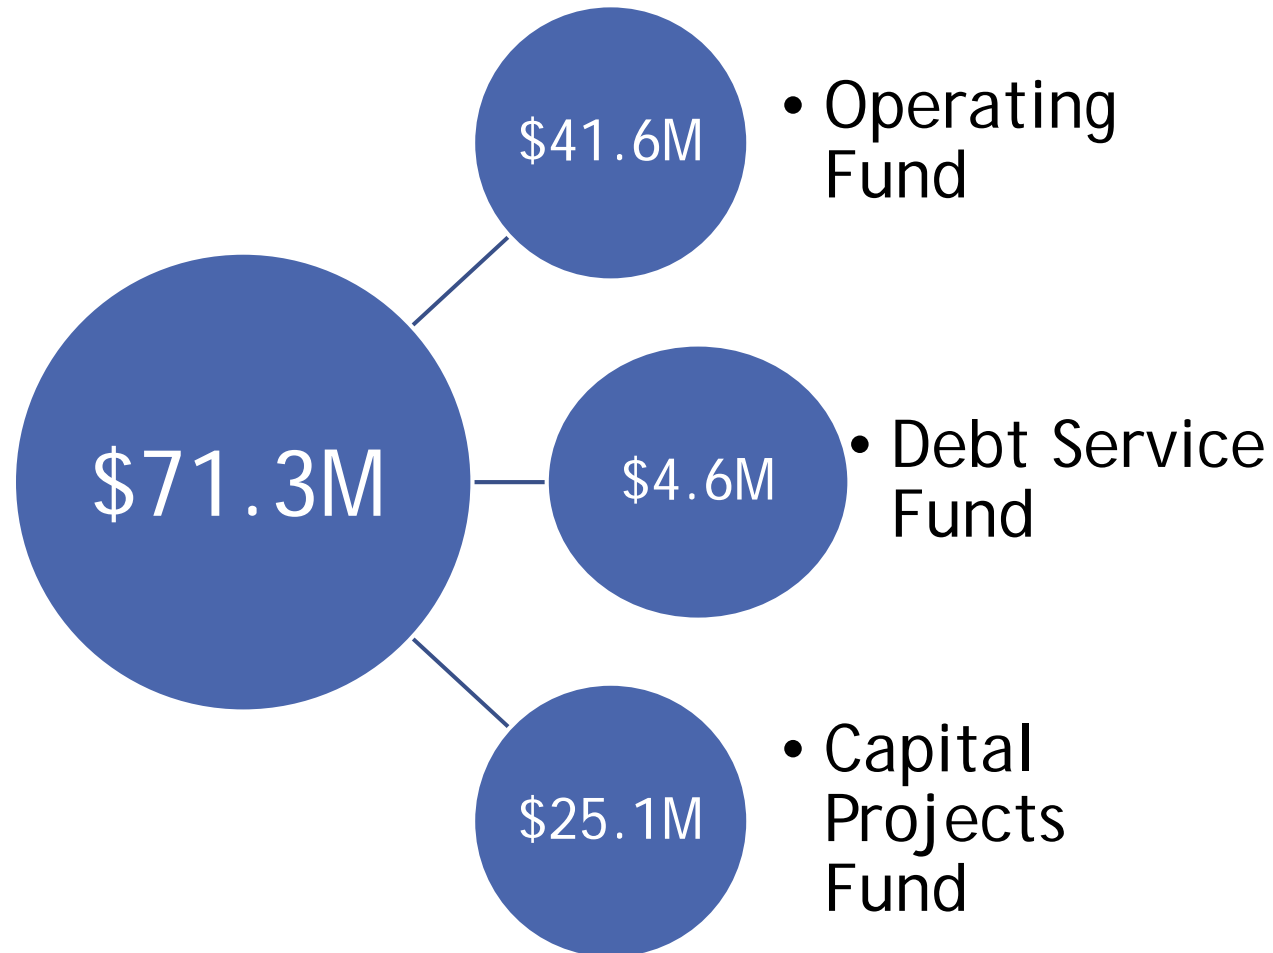 $71.3M
$41.6M
• Operating
Fund
$4.6M
• Debt Service
Fund
$25.1M
• Capital
Projects
Fund